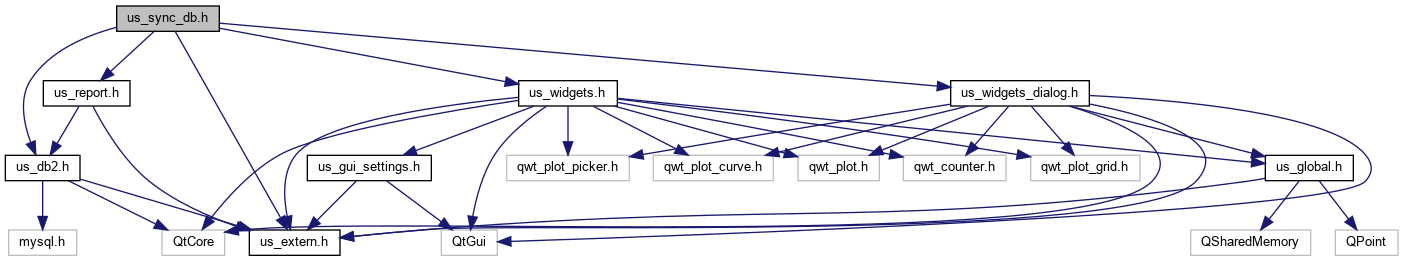 us_sync_db.h
us_report.h
us_widgets.h
us_widgets_dialog.h
us_db2.h
us_gui_settings.h
qwt_plot_picker.h
qwt_plot_curve.h
qwt_plot.h
qwt_counter.h
qwt_plot_grid.h
us_global.h
mysql.h
QtCore
us_extern.h
QtGui
QSharedMemory
QPoint